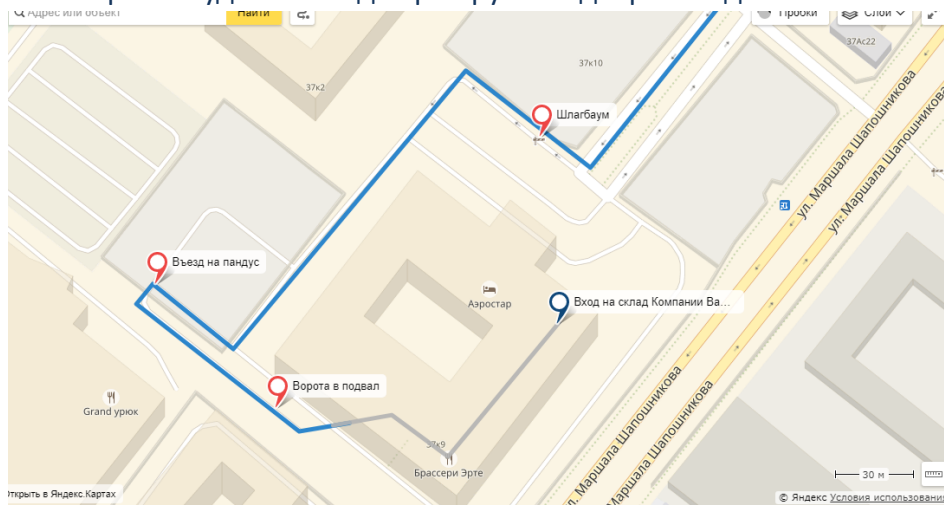 Адрес или объект
Найти
Пробки
Слои
37Ас22
37к10
37к2
Шлагбаум
ул. Маршала Шапошникова
ул. Маршала Шапошникова
Въезд на пандус
Аэростар
Вход на склад Компании Ва...
Ворота в подвал
Grand урюк
37к9
Брассери Эрте
ул. Маршала Шапошникова
Маршала Шапошникова
30 м
Открыть в Яндекс.Картах
© Яндекс Условия использования